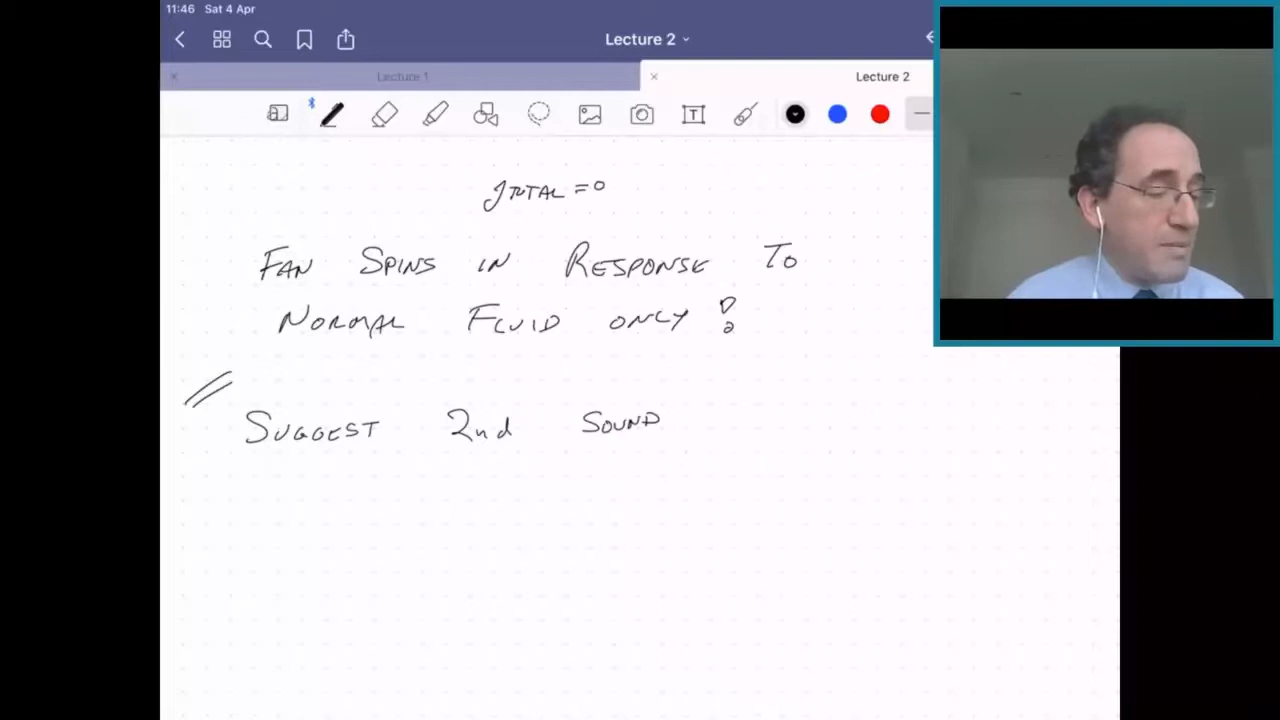 11:46 Sat 4 Apr
Lecture 2
Lecture 1
Lecture 2
T
jTOTAL = 0
FAN SPINS IN RESPONSE TO
NORMAL FLUID ONLY !
SUGGEST 2nd SOUND